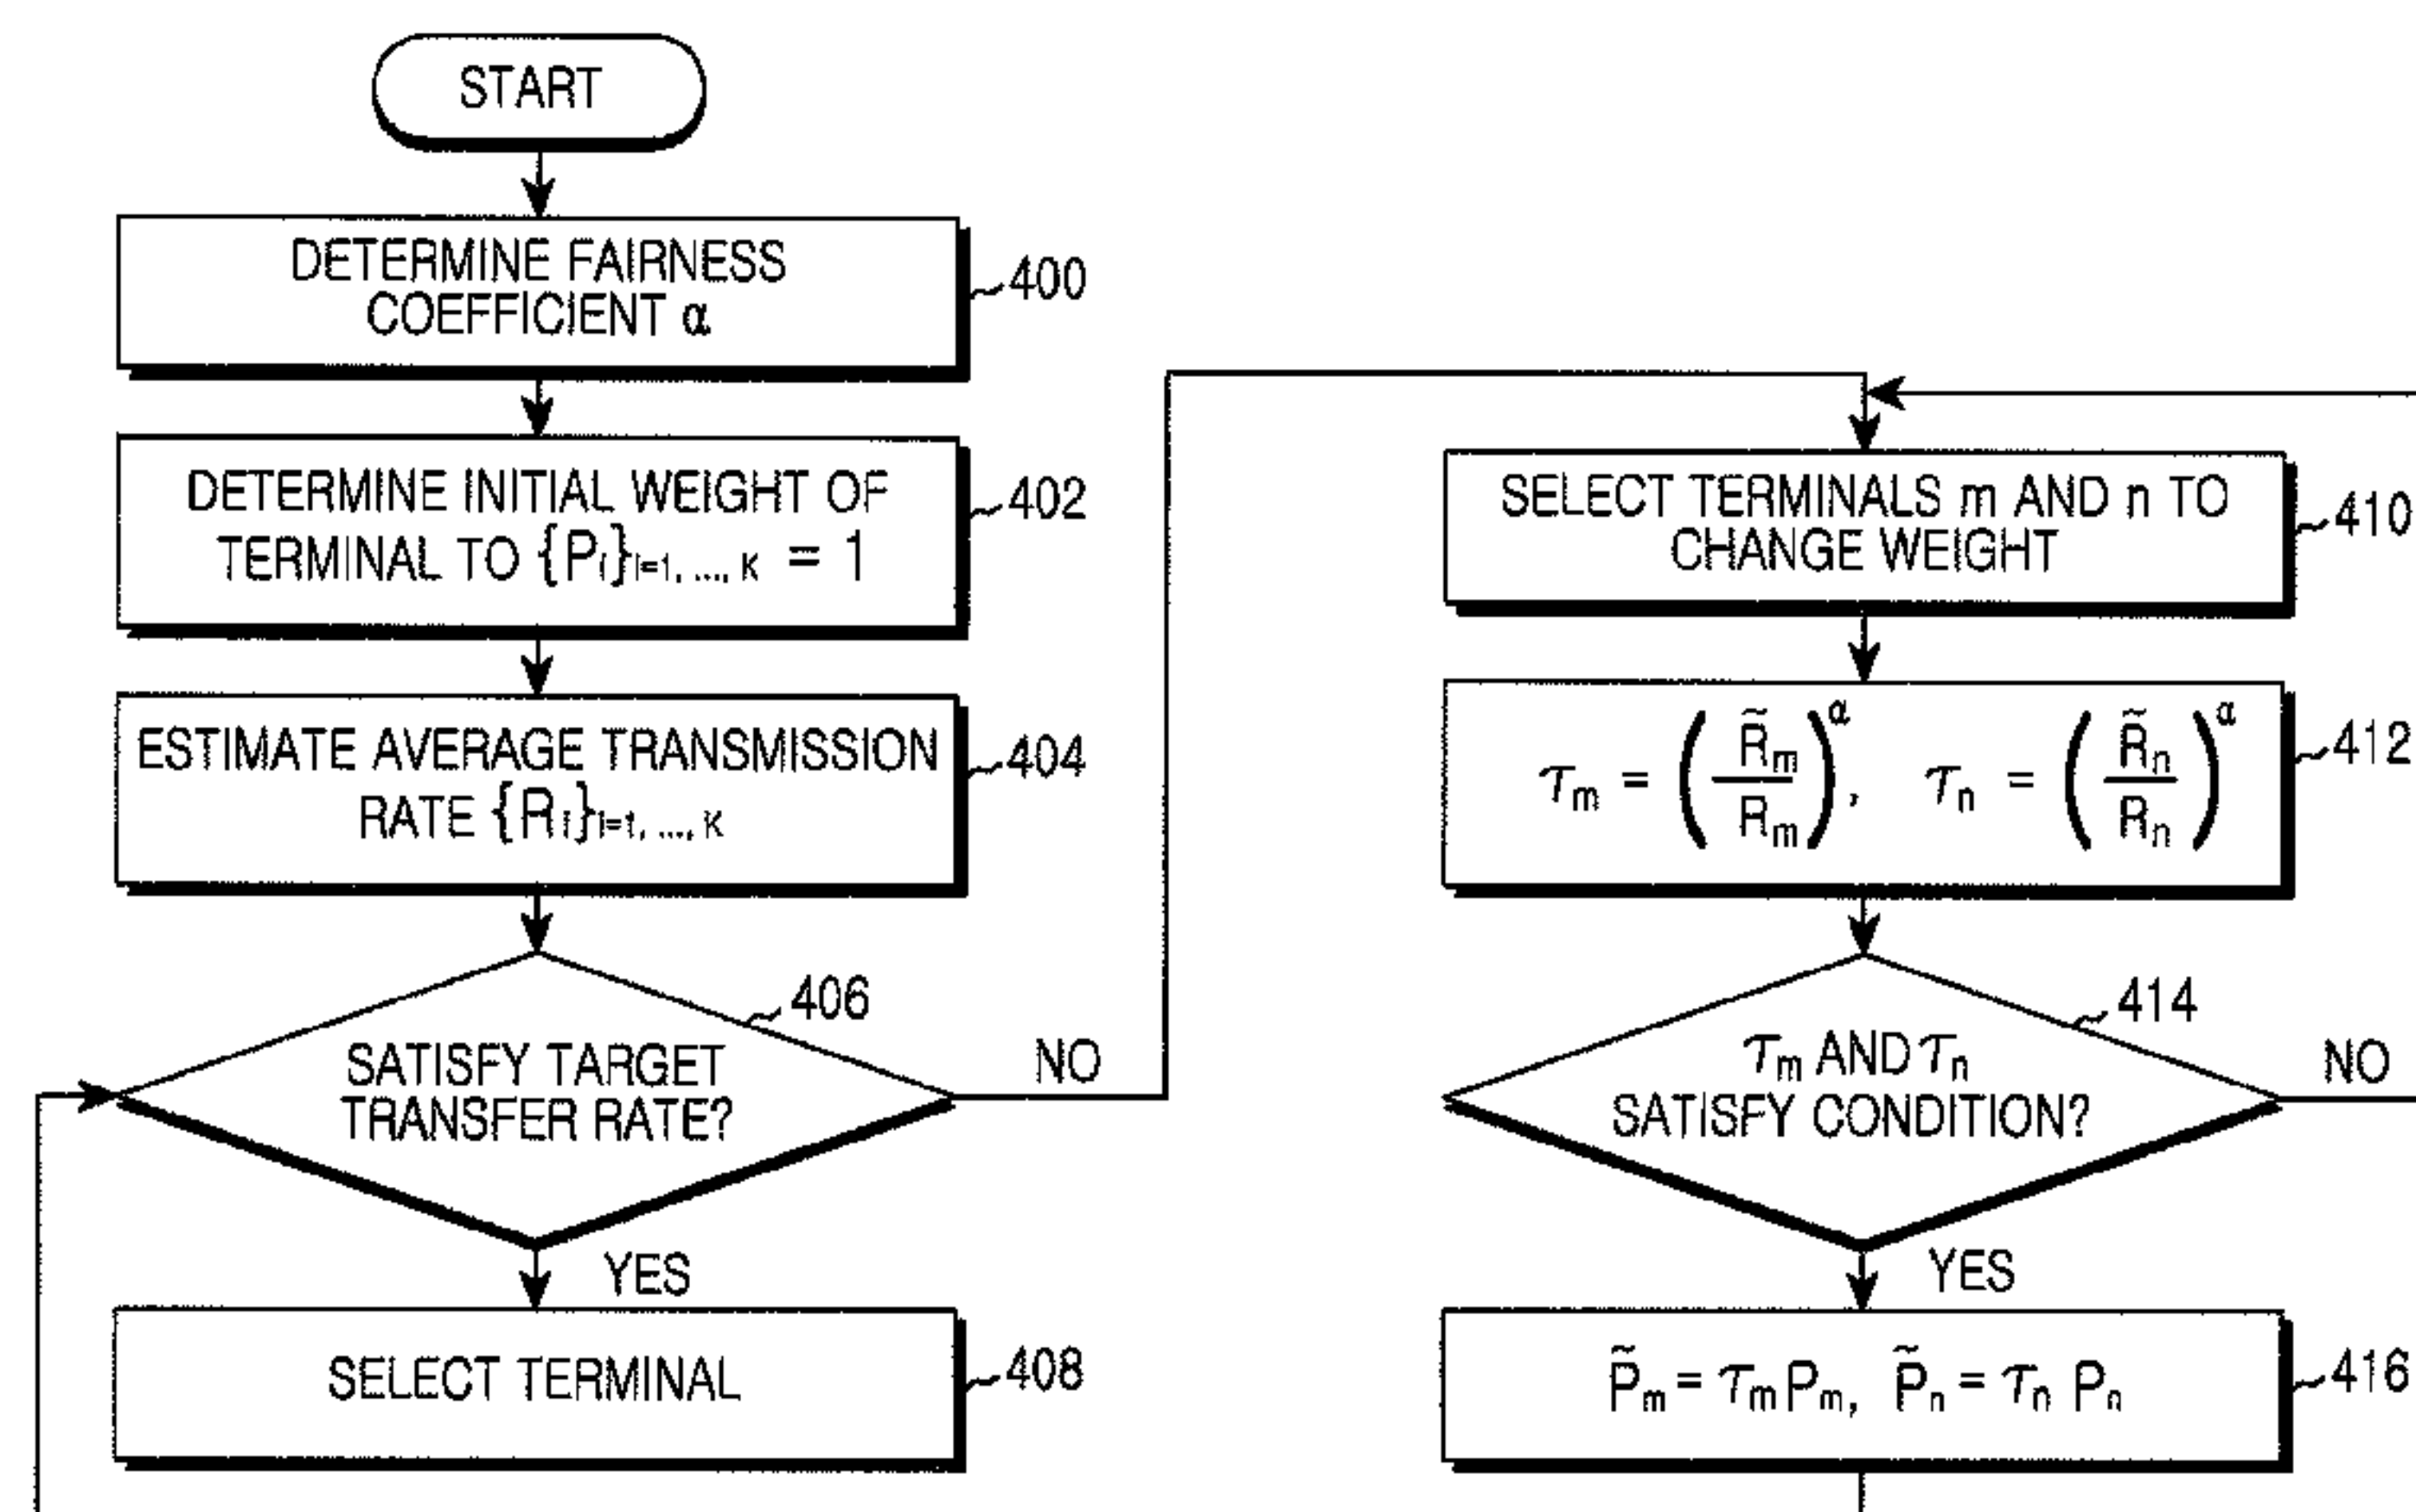 START
DETERMINE FAIRNESS
COEFFICIENT α
400
DETERMINE INITIAL WEIGHT OF
TERMINAL TO {Pᵢ}ᵢ₌₁, ..., K = 1
402
ESTIMATE AVERAGE TRANSMISSION
RATE {Rᵢ}ᵢ₌₁, ..., K
404
406
SATISFY TARGET
TRANSFER RATE?
NO
YES
SELECT TERMINAL
408
SELECT TERMINALS m AND n TO
CHANGE WEIGHT
410
τₘ = (R̃ₘ / Rₘ)^α, τₙ = (R̃ₙ / Rₙ)^α
412
414
τₘ AND τₙ
SATISFY CONDITION?
NO
YES
P̃ₘ = τₘ Pₘ, P̃ₙ = τₙ Pₙ
416